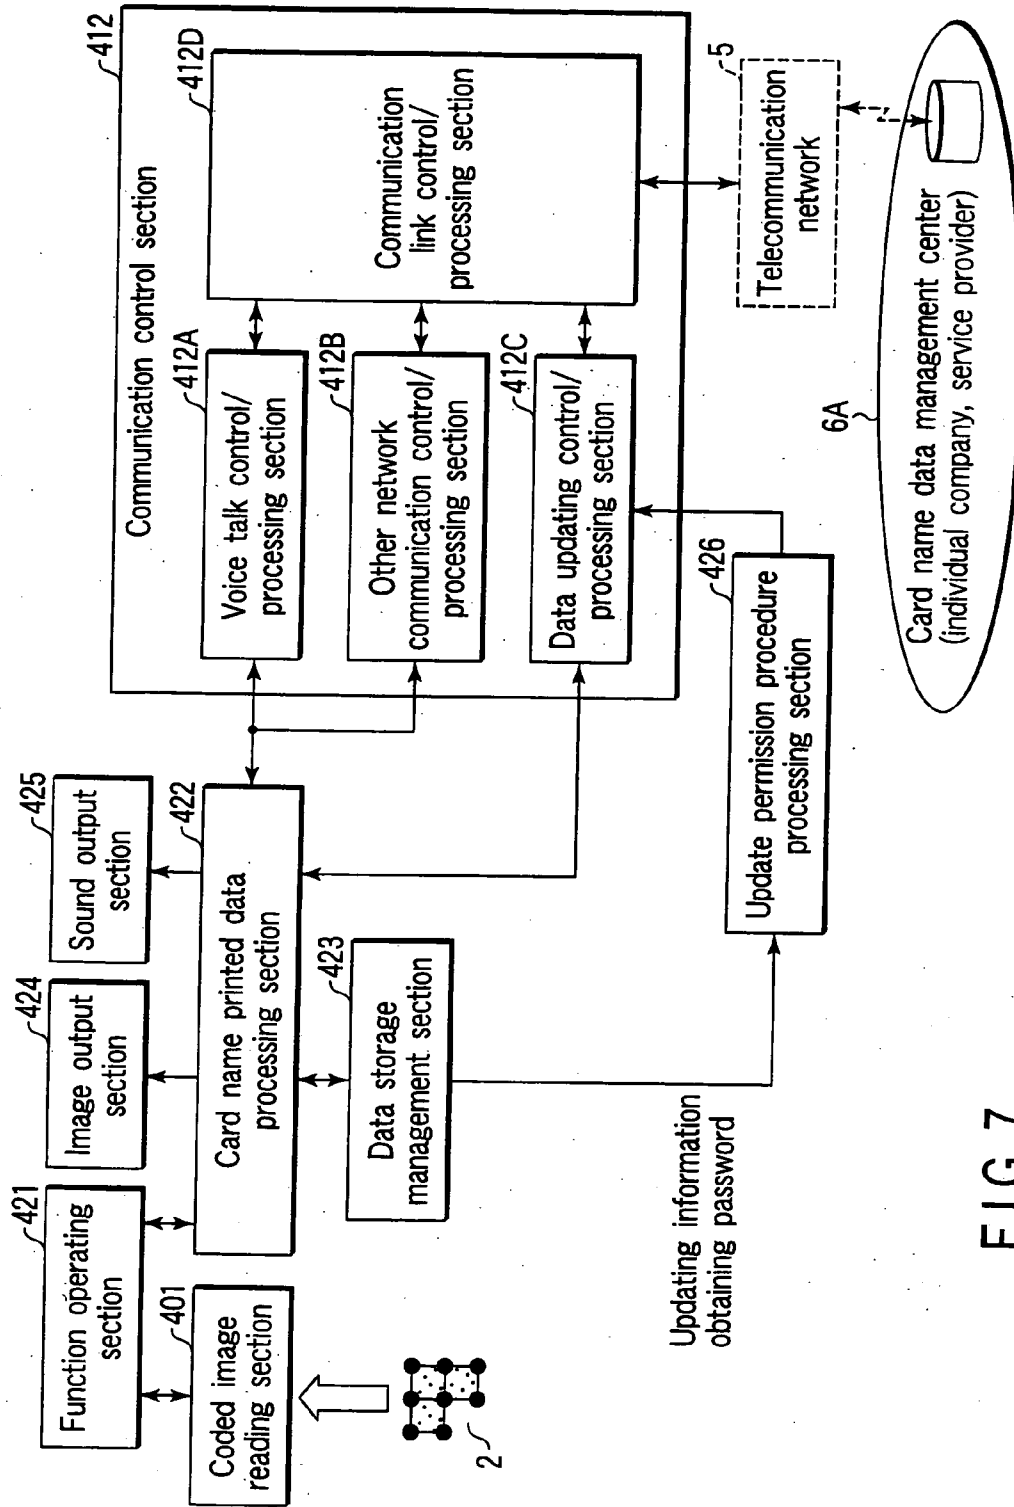 421
Function operating
section
424
Image output
section
425
Sound output
section
401
Coded image
reading section
422
Card name printed data
processing section
2
423
Data storage
management section
Updating information
obtaining password
426
Update permission procedure
processing section
412
Communication control section
412A
Voice talk control/
processing section
412B
Other network
communication control/
processing section
412C
Data updating control/
processing section
412D
Communication
link control/
processing section
5
Telecommunication
network
6A
Card name data management center
(individual company, service provider)
FIG. 7